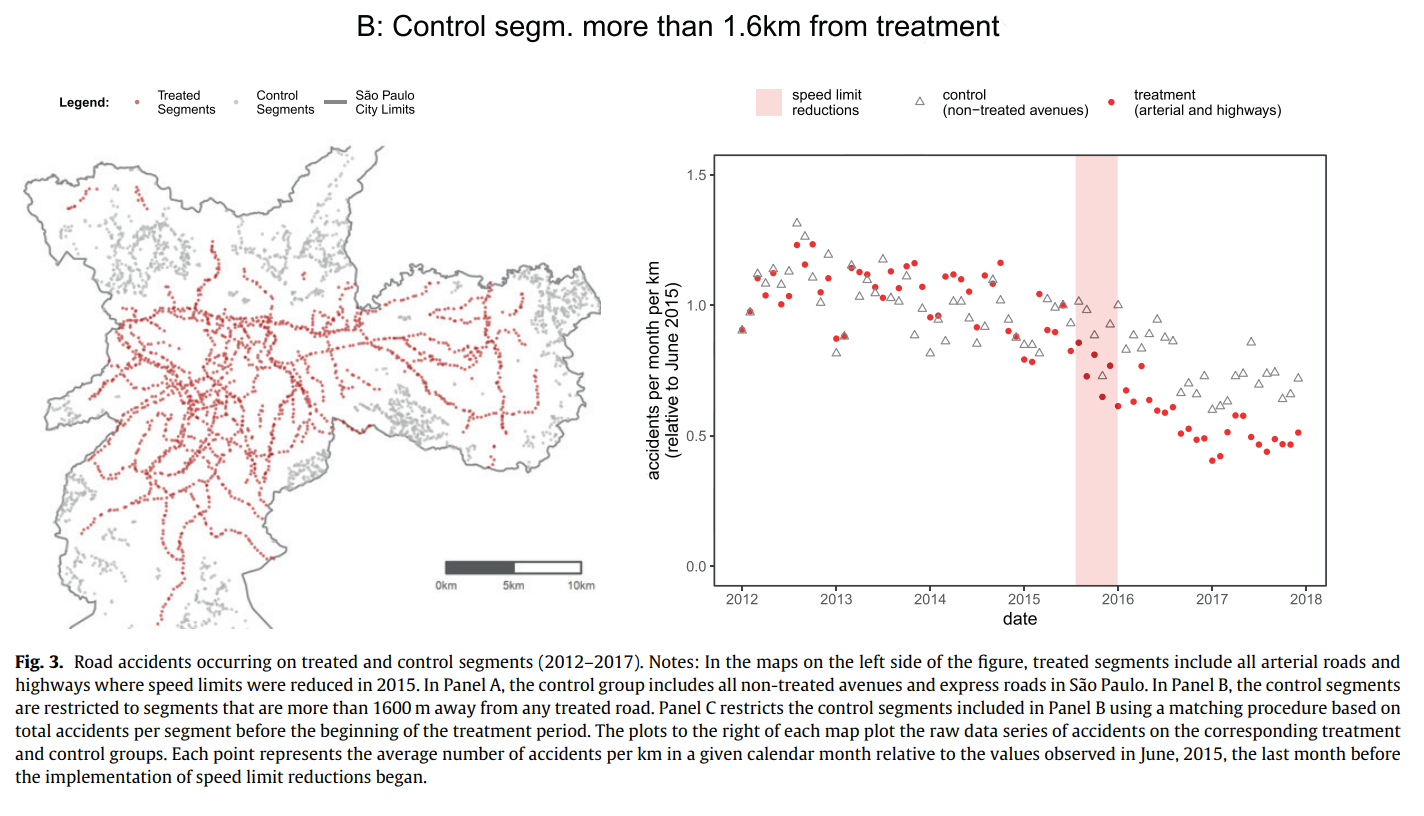 B: Control segm. more than 1.6km from treatment
Legend:
Treated
Segments
Control
Segments
São Paulo
City Limits
speed limit
reductions
control
(non−treated avenues)
treatment
(arterial and highways)
0km
5km
10km
accidents per month per km
(relative to June 2015)
1.5
1.0
0.5
0.0
2012
2013
2014
2015
2016
2017
2018
date
Fig. 3. Road accidents occurring on treated and control segments (2012–2017). Notes: In the maps on the left side of the figure, treated segments include all arterial roads and
highways where speed limits were reduced in 2015. In Panel A, the control group includes all non-treated avenues and express roads in São Paulo. In Panel B, the control segments
are restricted to segments that are more than 1600 m away from any treated road. Panel C restricts the control segments included in Panel B using a matching procedure based on
total accidents per segment before the beginning of the treatment period. The plots to the right of each map plot the raw data series of accidents on the corresponding treatment
and control groups. Each point represents the average number of accidents per km in a given calendar month relative to the values observed in June, 2015, the last month before
the implementation of speed limit reductions began.